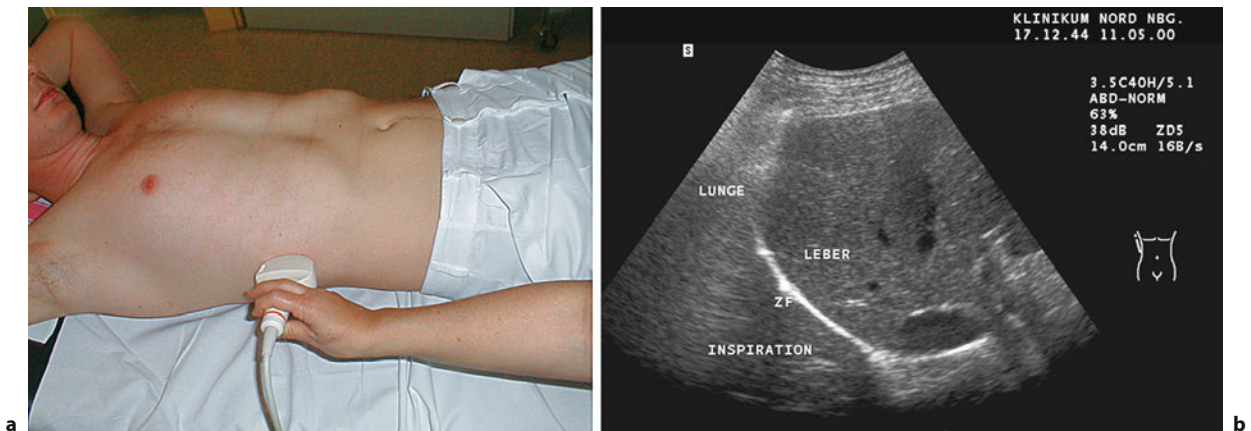 KLINIKUM NORD NBG.
17.12.44 11.05.00
S
3.5C40H/5.1
ABD-NORM
63%
38dB ZD5
14.0cm 16B/s
LUNGE
LEBER
ZF
INSPIRATION
a
b